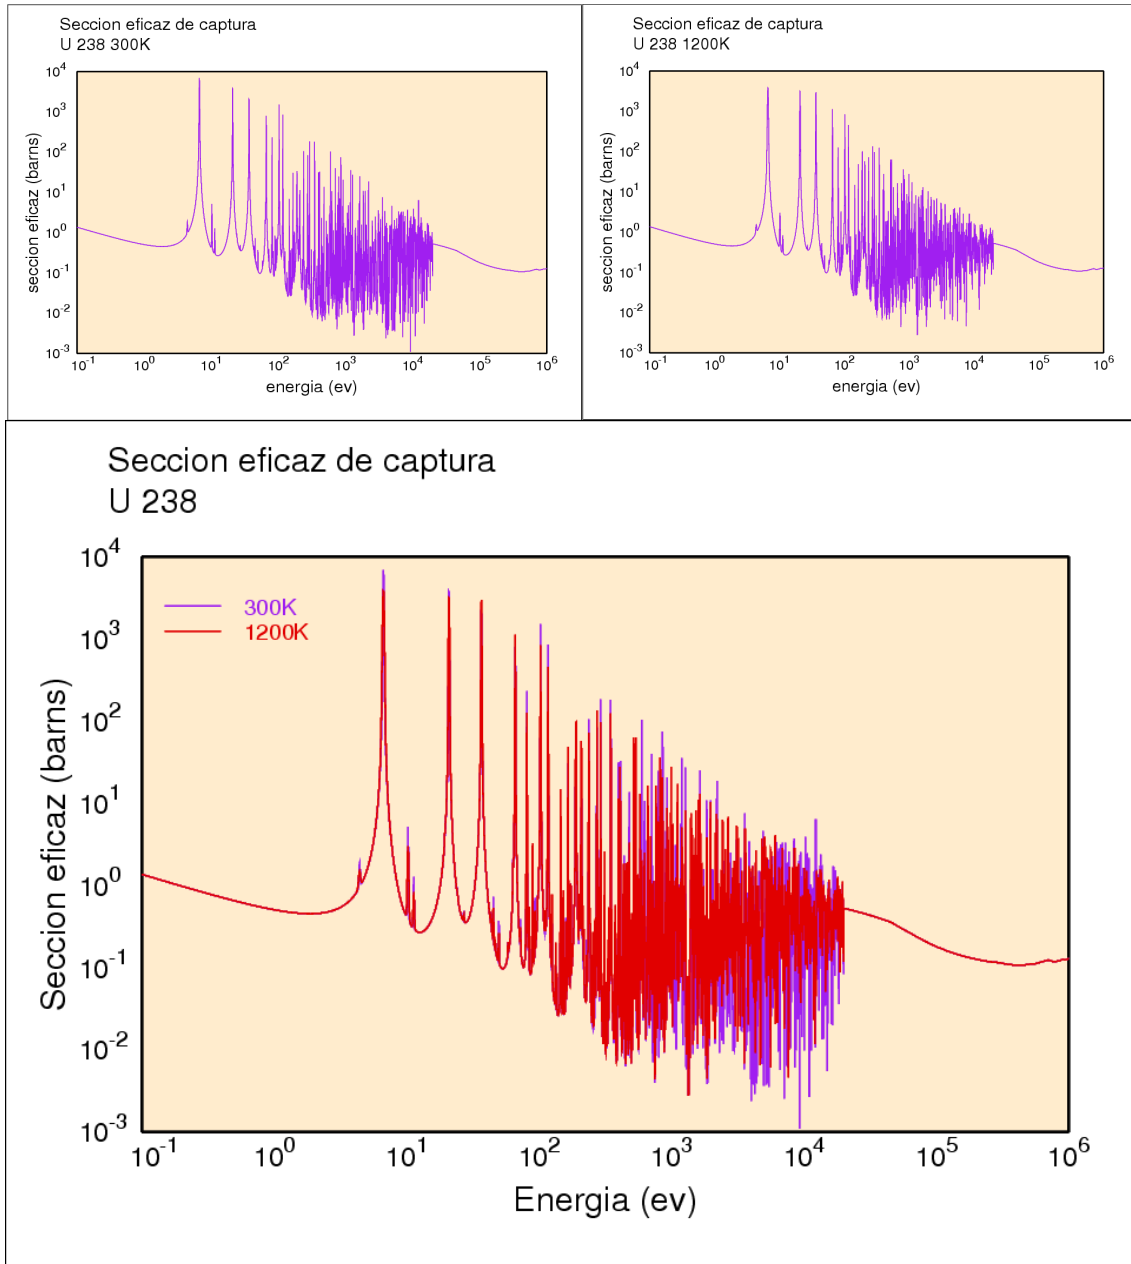 Seccion eficaz de captura
U 238 300K
10^4
10^3
10^2
10^1
10^0
10^-1
10^-2
10^-3
seccion eficaz (barns)
10^-1 10^0 10^1 10^2 10^3 10^4 10^5 10^6
energia (ev)
Seccion eficaz de captura
U 238 1200K
10^4
10^3
10^2
10^1
10^0
10^-1
10^-2
10^-3
seccion eficaz (barns)
10^-1 10^0 10^1 10^2 10^3 10^4 10^5 10^6
energia (ev)
Seccion eficaz de captura
U 238
10^4
10^3
10^2
10^1
10^0
10^-1
10^-2
10^-3
Seccion eficaz (barns)
300K
1200K
10^-1 10^0 10^1 10^2 10^3 10^4 10^5 10^6
Energia (ev)